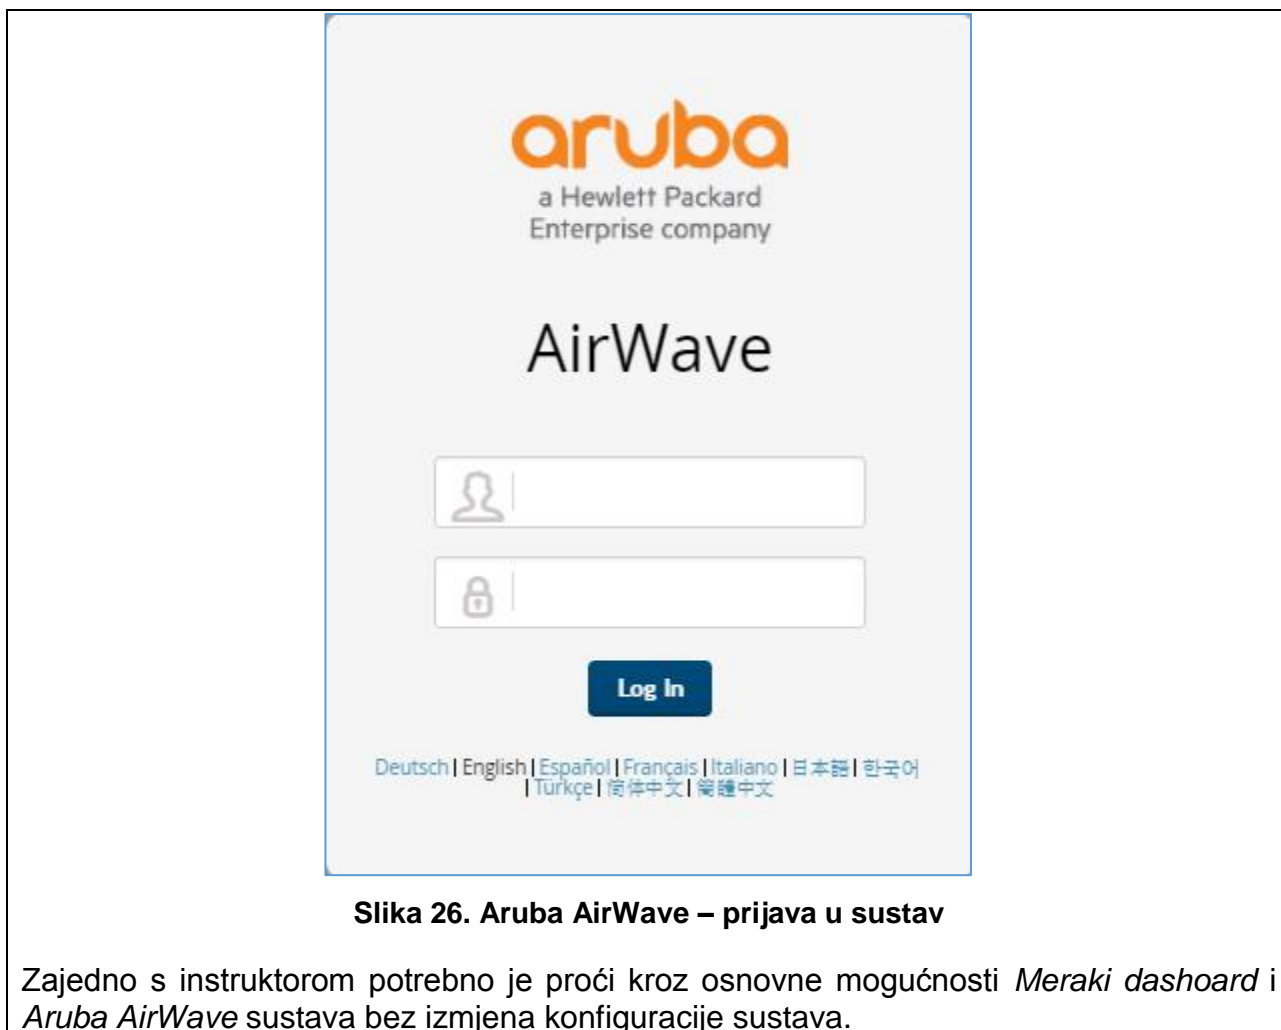 aruba
a Hewlett Packard
Enterprise company
AirWave
Log In
Deutsch | English | Español | Français | Italiano | 日本語 | 한국어
| Türkçe | 简体中文 | 繁體中文
Slika 26. Aruba AirWave – prijava u sustav
Zajedno s instruktorom potrebno je proći kroz osnovne mogućnosti Meraki dashoard i
Aruba AirWave sustava bez izmjena konfiguracije sustava.